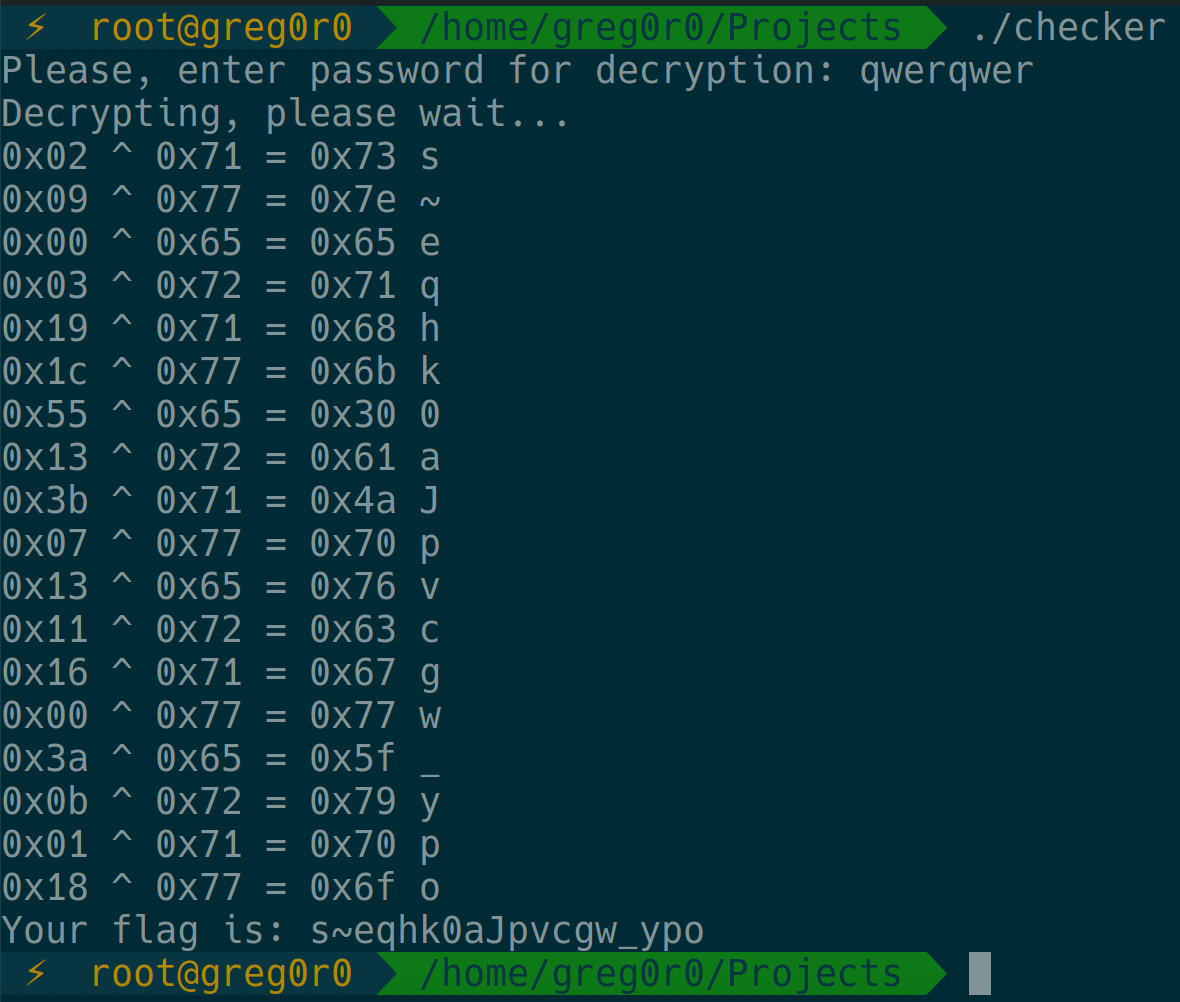 ⚡ root@greg0r0 /home/greg0r0/Projects ./checker
Please, enter password for decryption: qwerqwer
Decrypting, please wait...
0x02 ^ 0x71 = 0x73 s
0x09 ^ 0x77 = 0x7e ~
0x00 ^ 0x65 = 0x65 e
0x03 ^ 0x72 = 0x71 q
0x19 ^ 0x71 = 0x68 h
0x1c ^ 0x77 = 0x6b k
0x55 ^ 0x65 = 0x30 0
0x13 ^ 0x72 = 0x61 a
0x3b ^ 0x71 = 0x4a J
0x07 ^ 0x77 = 0x70 p
0x13 ^ 0x65 = 0x76 v
0x11 ^ 0x72 = 0x63 c
0x16 ^ 0x71 = 0x67 g
0x00 ^ 0x77 = 0x77 w
0x3a ^ 0x65 = 0x5f _
0x0b ^ 0x72 = 0x79 y
0x01 ^ 0x71 = 0x70 p
0x18 ^ 0x77 = 0x6f o
Your flag is: s~eqhk0aJpvcgw_ypo
⚡ root@greg0r0 /home/greg0r0/Projects